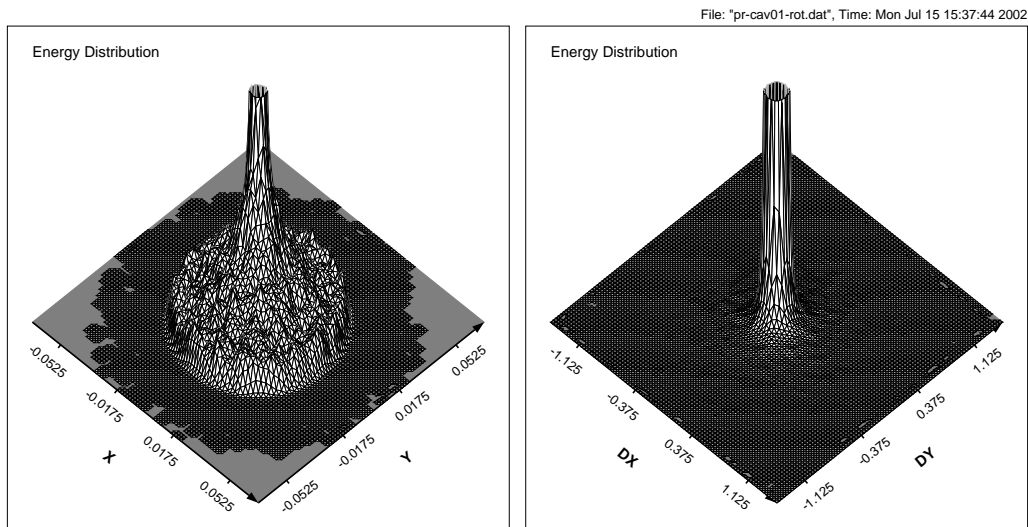 File: "pr-cav01-rot.dat", Time: Mon Jul 15 15:37:44 2002
Energy Distribution
-0.0525
-0.0175
0.0175
0.0525
X
-0.0525
-0.0175
0.0175
0.0525
Y
Energy Distribution
-1.125
-0.375
0.375
1.125
DX
-1.125
-0.375
0.375
1.125
DY